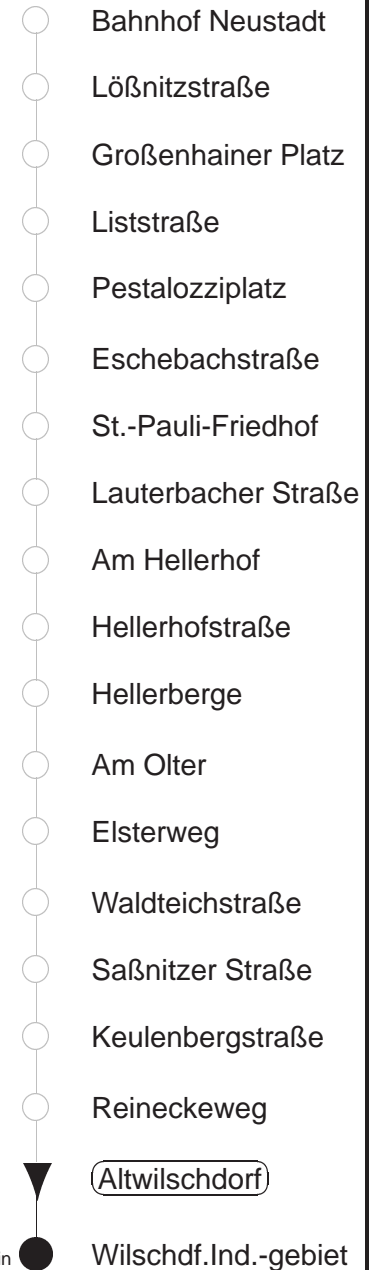 Bahnhof Neustadt
Lößnitzstraße
Großenhainer Platz
Liststraße
Pestalozziplatz
Eschebachstraße
St.-Pauli-Friedhof
Lauterbacher Straße
Am Hellerhof
Hellerhofstraße
Hellerberge
Am Olter
Elsterweg
Waldteichstraße
Saßnitzer Straße
Keulenbergstraße
Reineckeweg
Altwilschdorf
Wilschdf.Ind.-gebiet